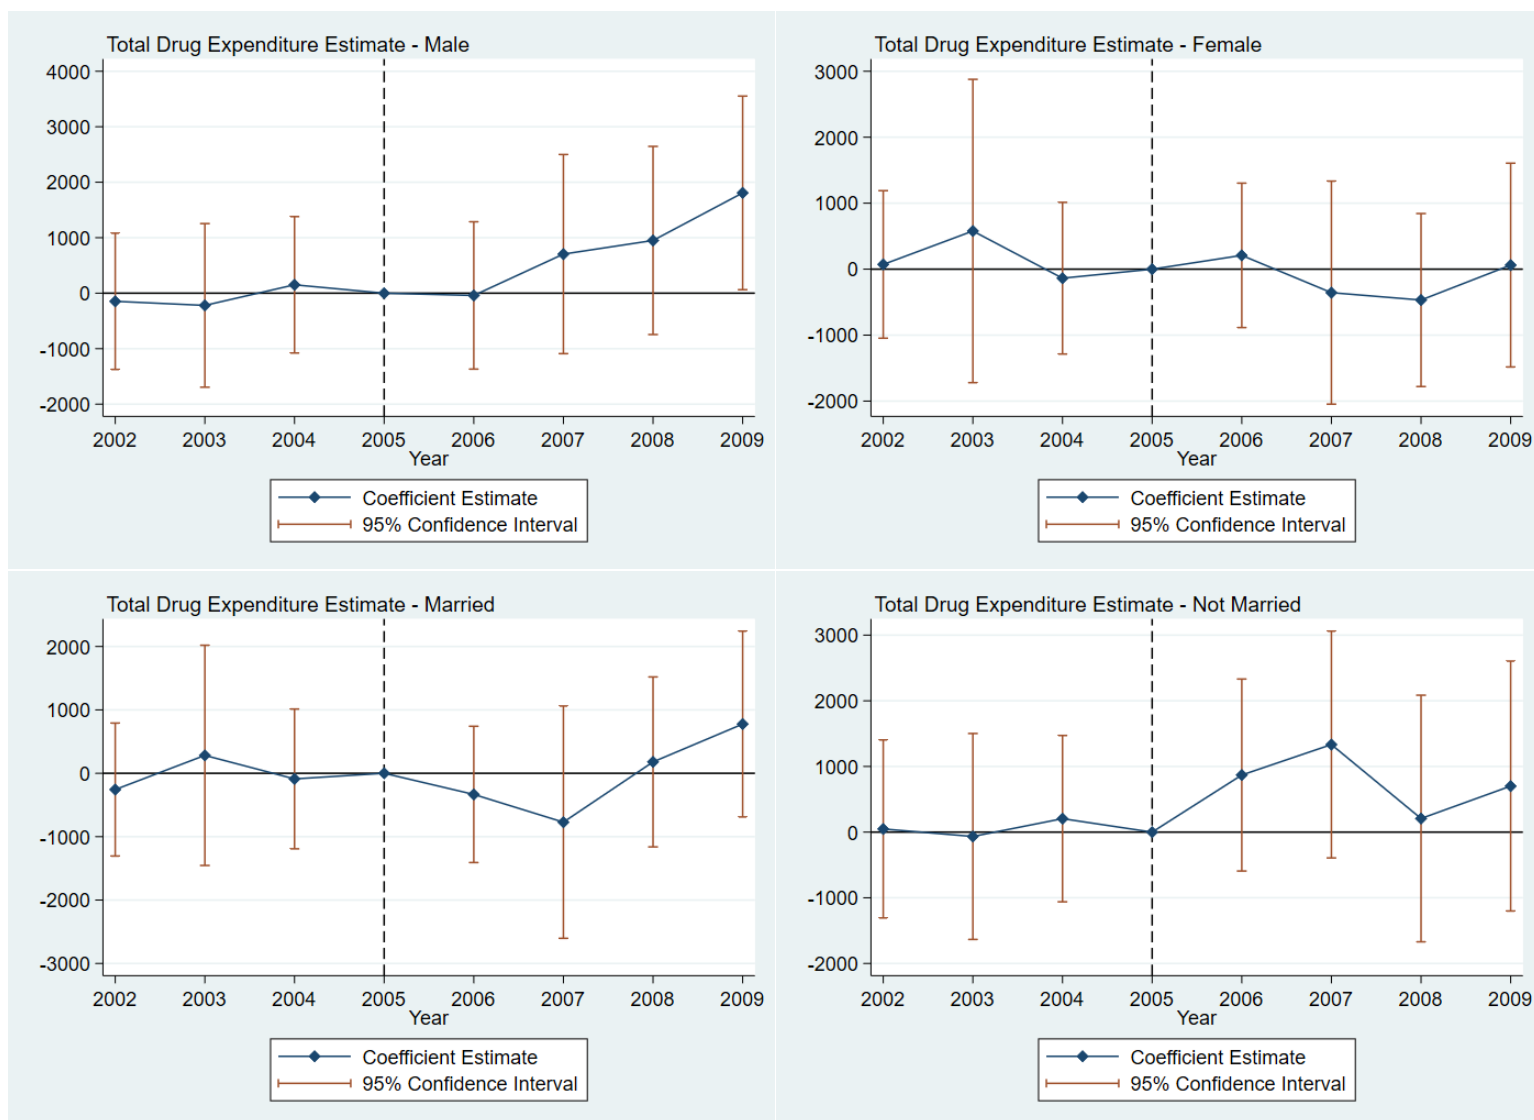 Total Drug Expenditure Estimate - Male
4000
3000
2000
1000
0
-1000
-2000
2002 2003 2004 2005 2006 2007 2008 2009
Year
Coefficient Estimate
95% Confidence Interval
Total Drug Expenditure Estimate - Female
3000
2000
1000
0
-1000
-2000
2002 2003 2004 2005 2006 2007 2008 2009
Year
Coefficient Estimate
95% Confidence Interval
Total Drug Expenditure Estimate - Married
2000
1000
0
-1000
-2000
-3000
2002 2003 2004 2005 2006 2007 2008 2009
Year
Coefficient Estimate
95% Confidence Interval
Total Drug Expenditure Estimate - Not Married
3000
2000
1000
0
-1000
-2000
2002 2003 2004 2005 2006 2007 2008 2009
Year
Coefficient Estimate
95% Confidence Interval